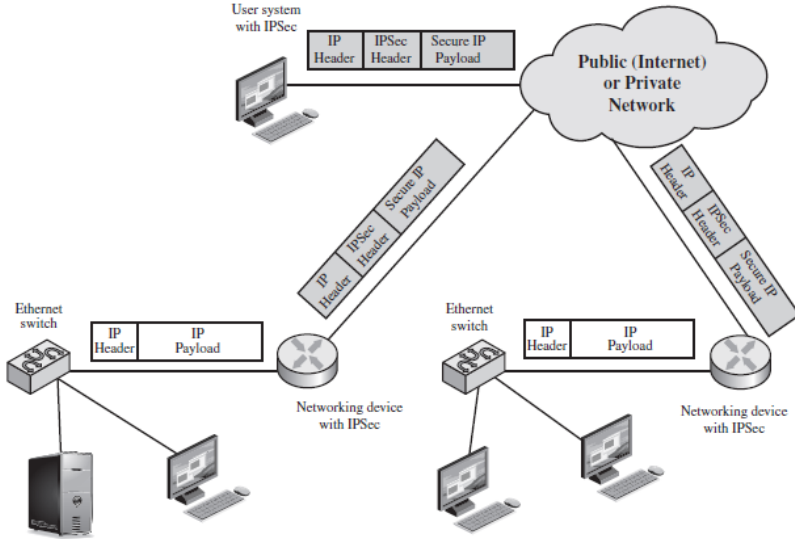 User system
with IPSec
IP
Header
IPSec
Header
Secure IP
Payload
Public (Internet)
or Private
Network
IP
Header
IPSec
Header
Secure IP
Payload
IP
Header
IPSec
Header
Secure IP
Payload
Ethernet
switch
IP
Header
IP
Payload
Networking device
with IPSec
Ethernet
switch
IP
Header
IP
Payload
Networking device
with IPSec